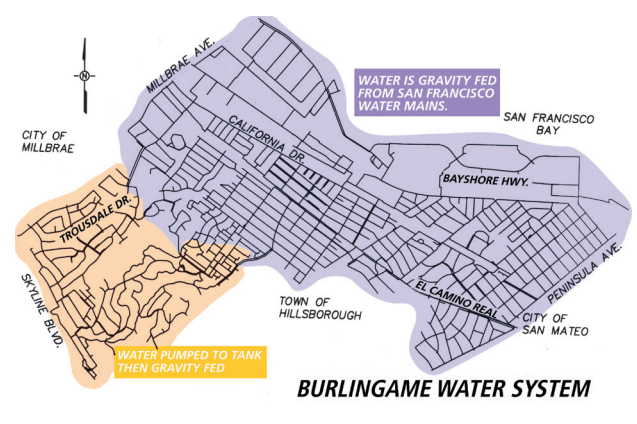 MILLBRAE AVE.
WATER IS GRAVITY FED
FROM SAN FRANCISCO
WATER MAINS.
N
SAN FRANCISCO
BAY
CITY OF
MILLBRAE
CALIFORNIA DR.
BAYSHORE HWY.
TROUSDALE DR.
PENINSULA AVE.
SKYLINE BLVD.
EL CAMINO REAL
TOWN OF
HILLSBOROUGH
CITY OF
SAN MATEO
WATER PUMPED TO TANK
THEN GRAVITY FED
BURLINGAME WATER SYSTEM